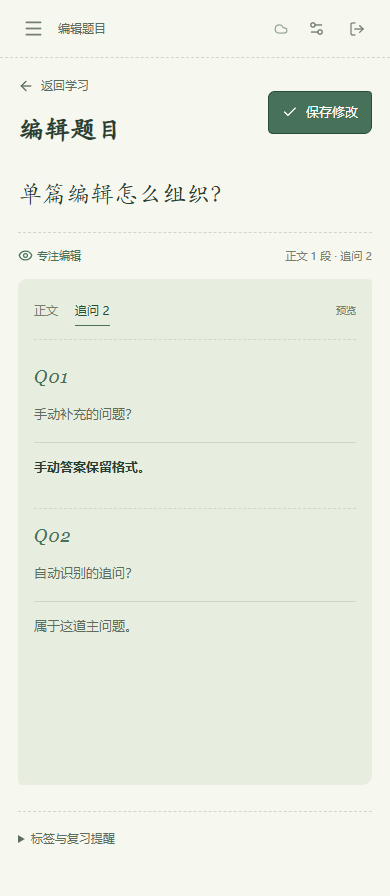 编辑题目
返回学习
编辑题目
保存修改
单篇编辑怎么组织？
专注编辑
正文 1 段 · 追问 2
正文
追问 2
预览
Q01
手动补充的问题？
手动答案保留格式。
Q02
自动识别的追问？
属于这道主问题。
标签与复习提醒